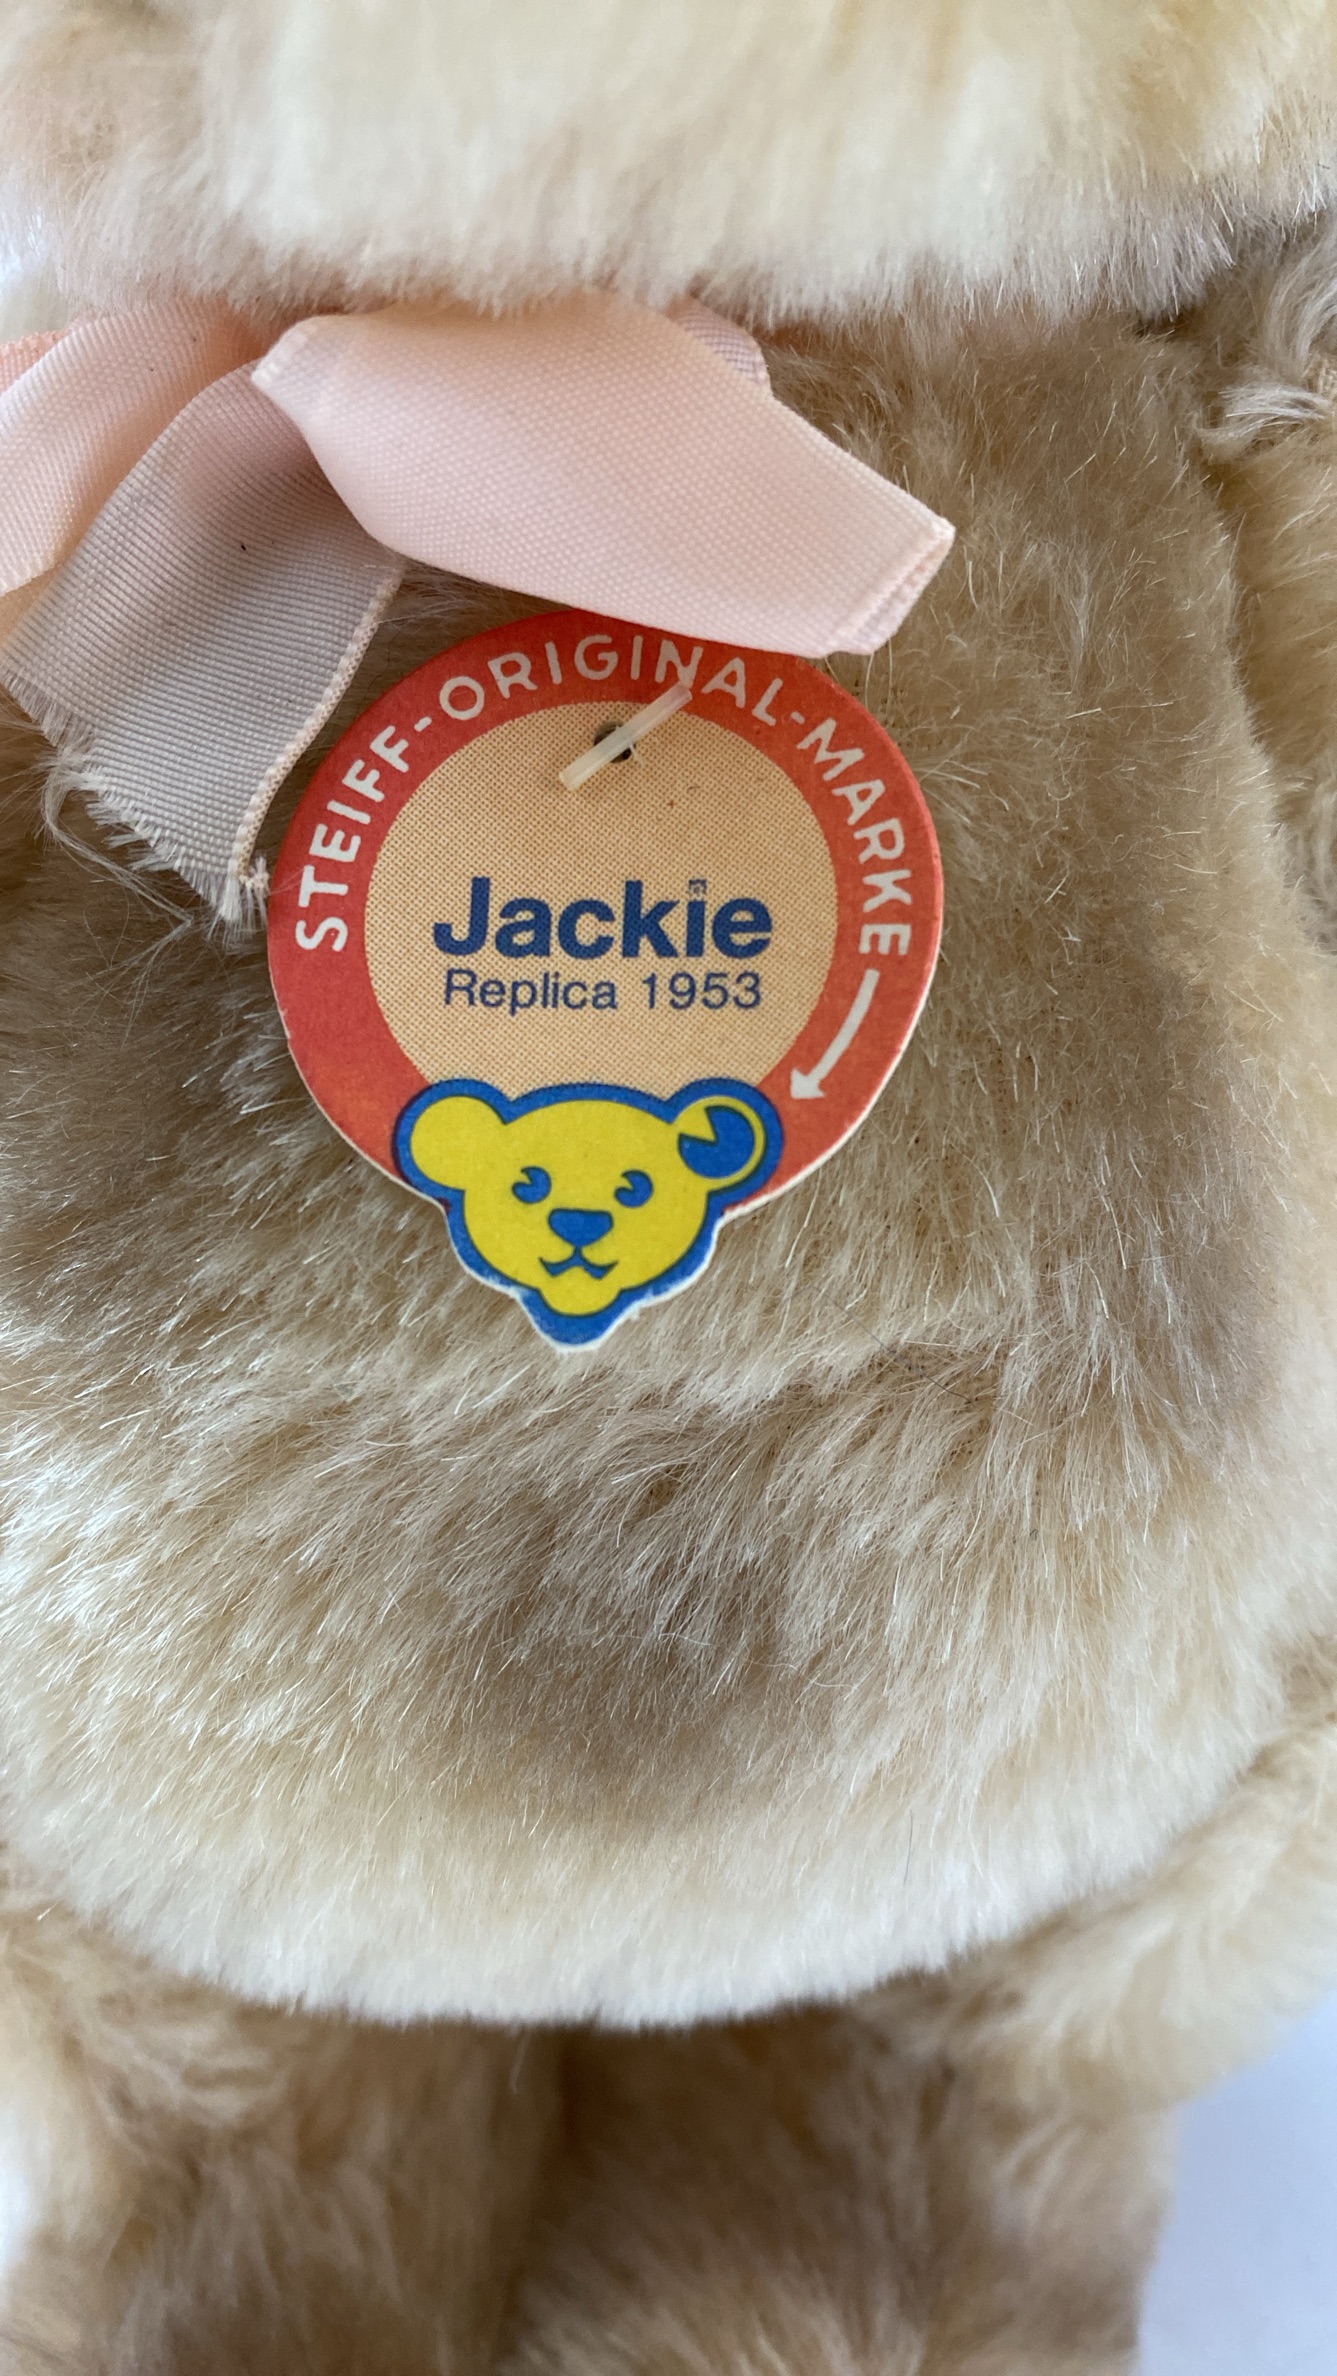 STEIFF-ORIGINAL-MARKE
Jackie
Replica 1953